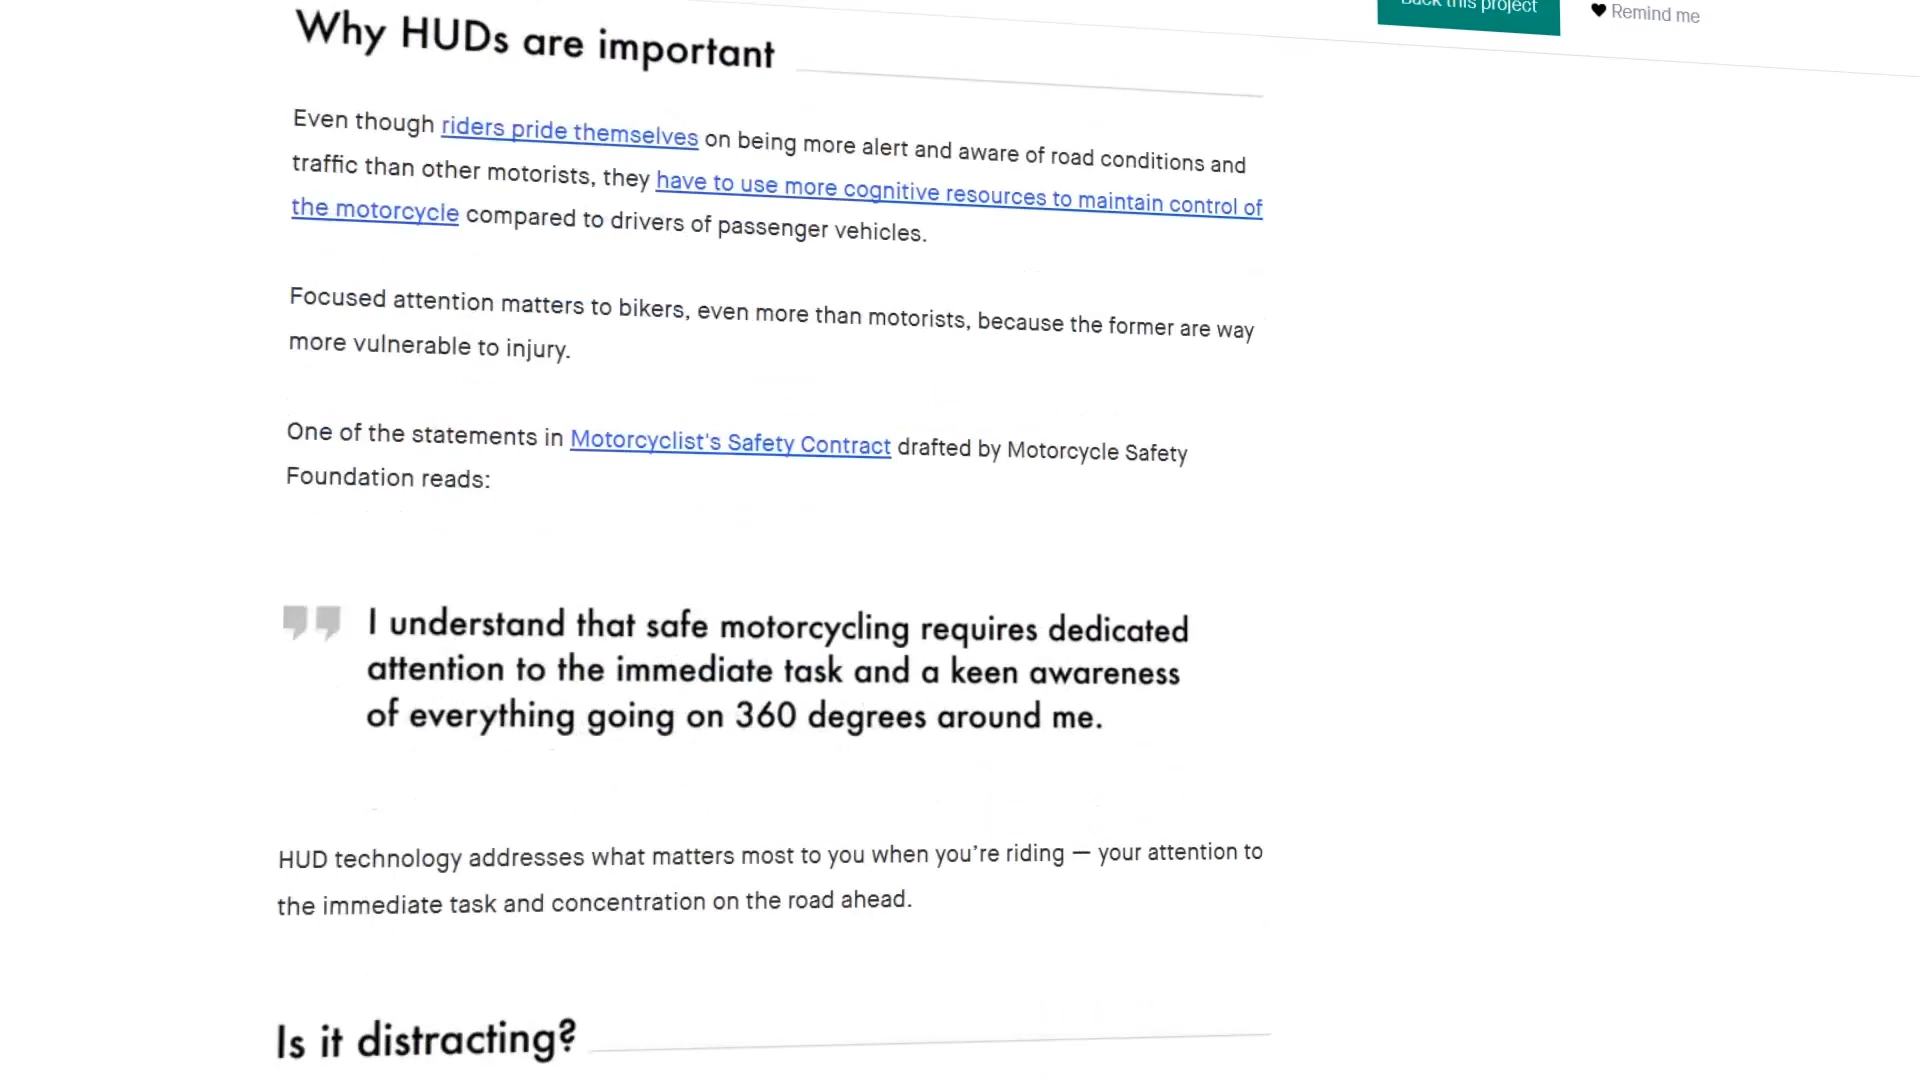 Back this project
Remind me
Why HUDs are important
Even though riders pride themselves on being more alert and aware of road conditions and
traffic than other motorists, they have to use more cognitive resources to maintain control of
the motorcycle compared to drivers of passenger vehicles.
Focused attention matters to bikers, even more than motorists, because the former are way
more vulnerable to injury.
One of the statements in Motorcyclist's Safety Contract drafted by Motorcycle Safety
Foundation reads:
I understand that safe motorcycling requires dedicated
attention to the immediate task and a keen awareness
of everything going on 360 degrees around me.
HUD technology addresses what matters most to you when you’re riding — your attention to
the immediate task and concentration on the road ahead.
Is it distracting?